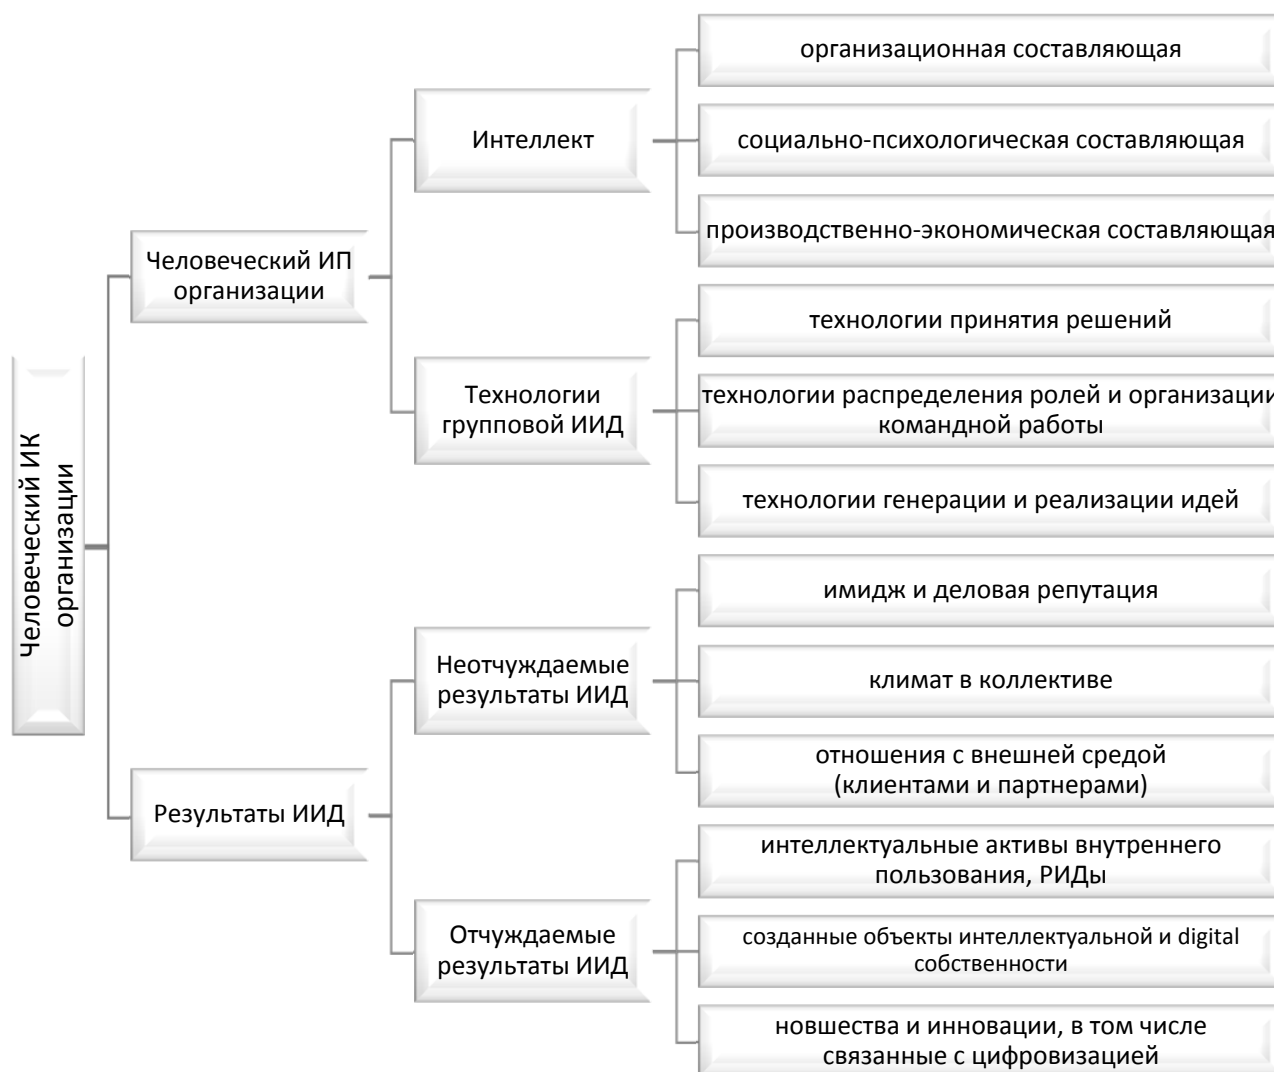 Человеческий ИК
организации
Человеческий ИП
организации
Интеллект
организационная составляющая
социально-психологическая составляющая
производственно-экономическая составляющая
Технологии
групповой ИИД
технологии принятия решений
технологии распределения ролей и организации
командной работы
технологии генерации и реализации идей
Результаты ИИД
Неотчуждаемые
результаты ИИД
имидж и деловая репутация
климат в коллективе
отношения с внешней средой
(клиентами и партнерами)
Отчуждаемые
результаты ИИД
интеллектуальные активы внутреннего
пользования, РИДы
созданные объекты интеллектуальной и digital
собственности
новшества и инновации, в том числе
связанные с цифровизацией